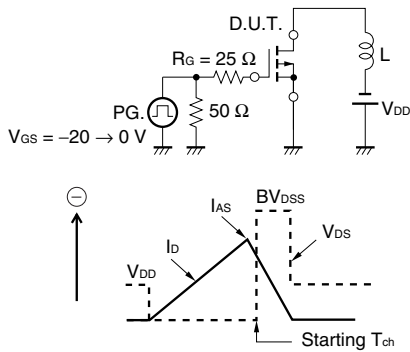 D.U.T.
RG = 25 Ω
L
PG.
50 Ω
VDD
VGS = −20 → 0 V
−
IAS
BVDSS
ID
VDS
VDD
Starting Tch